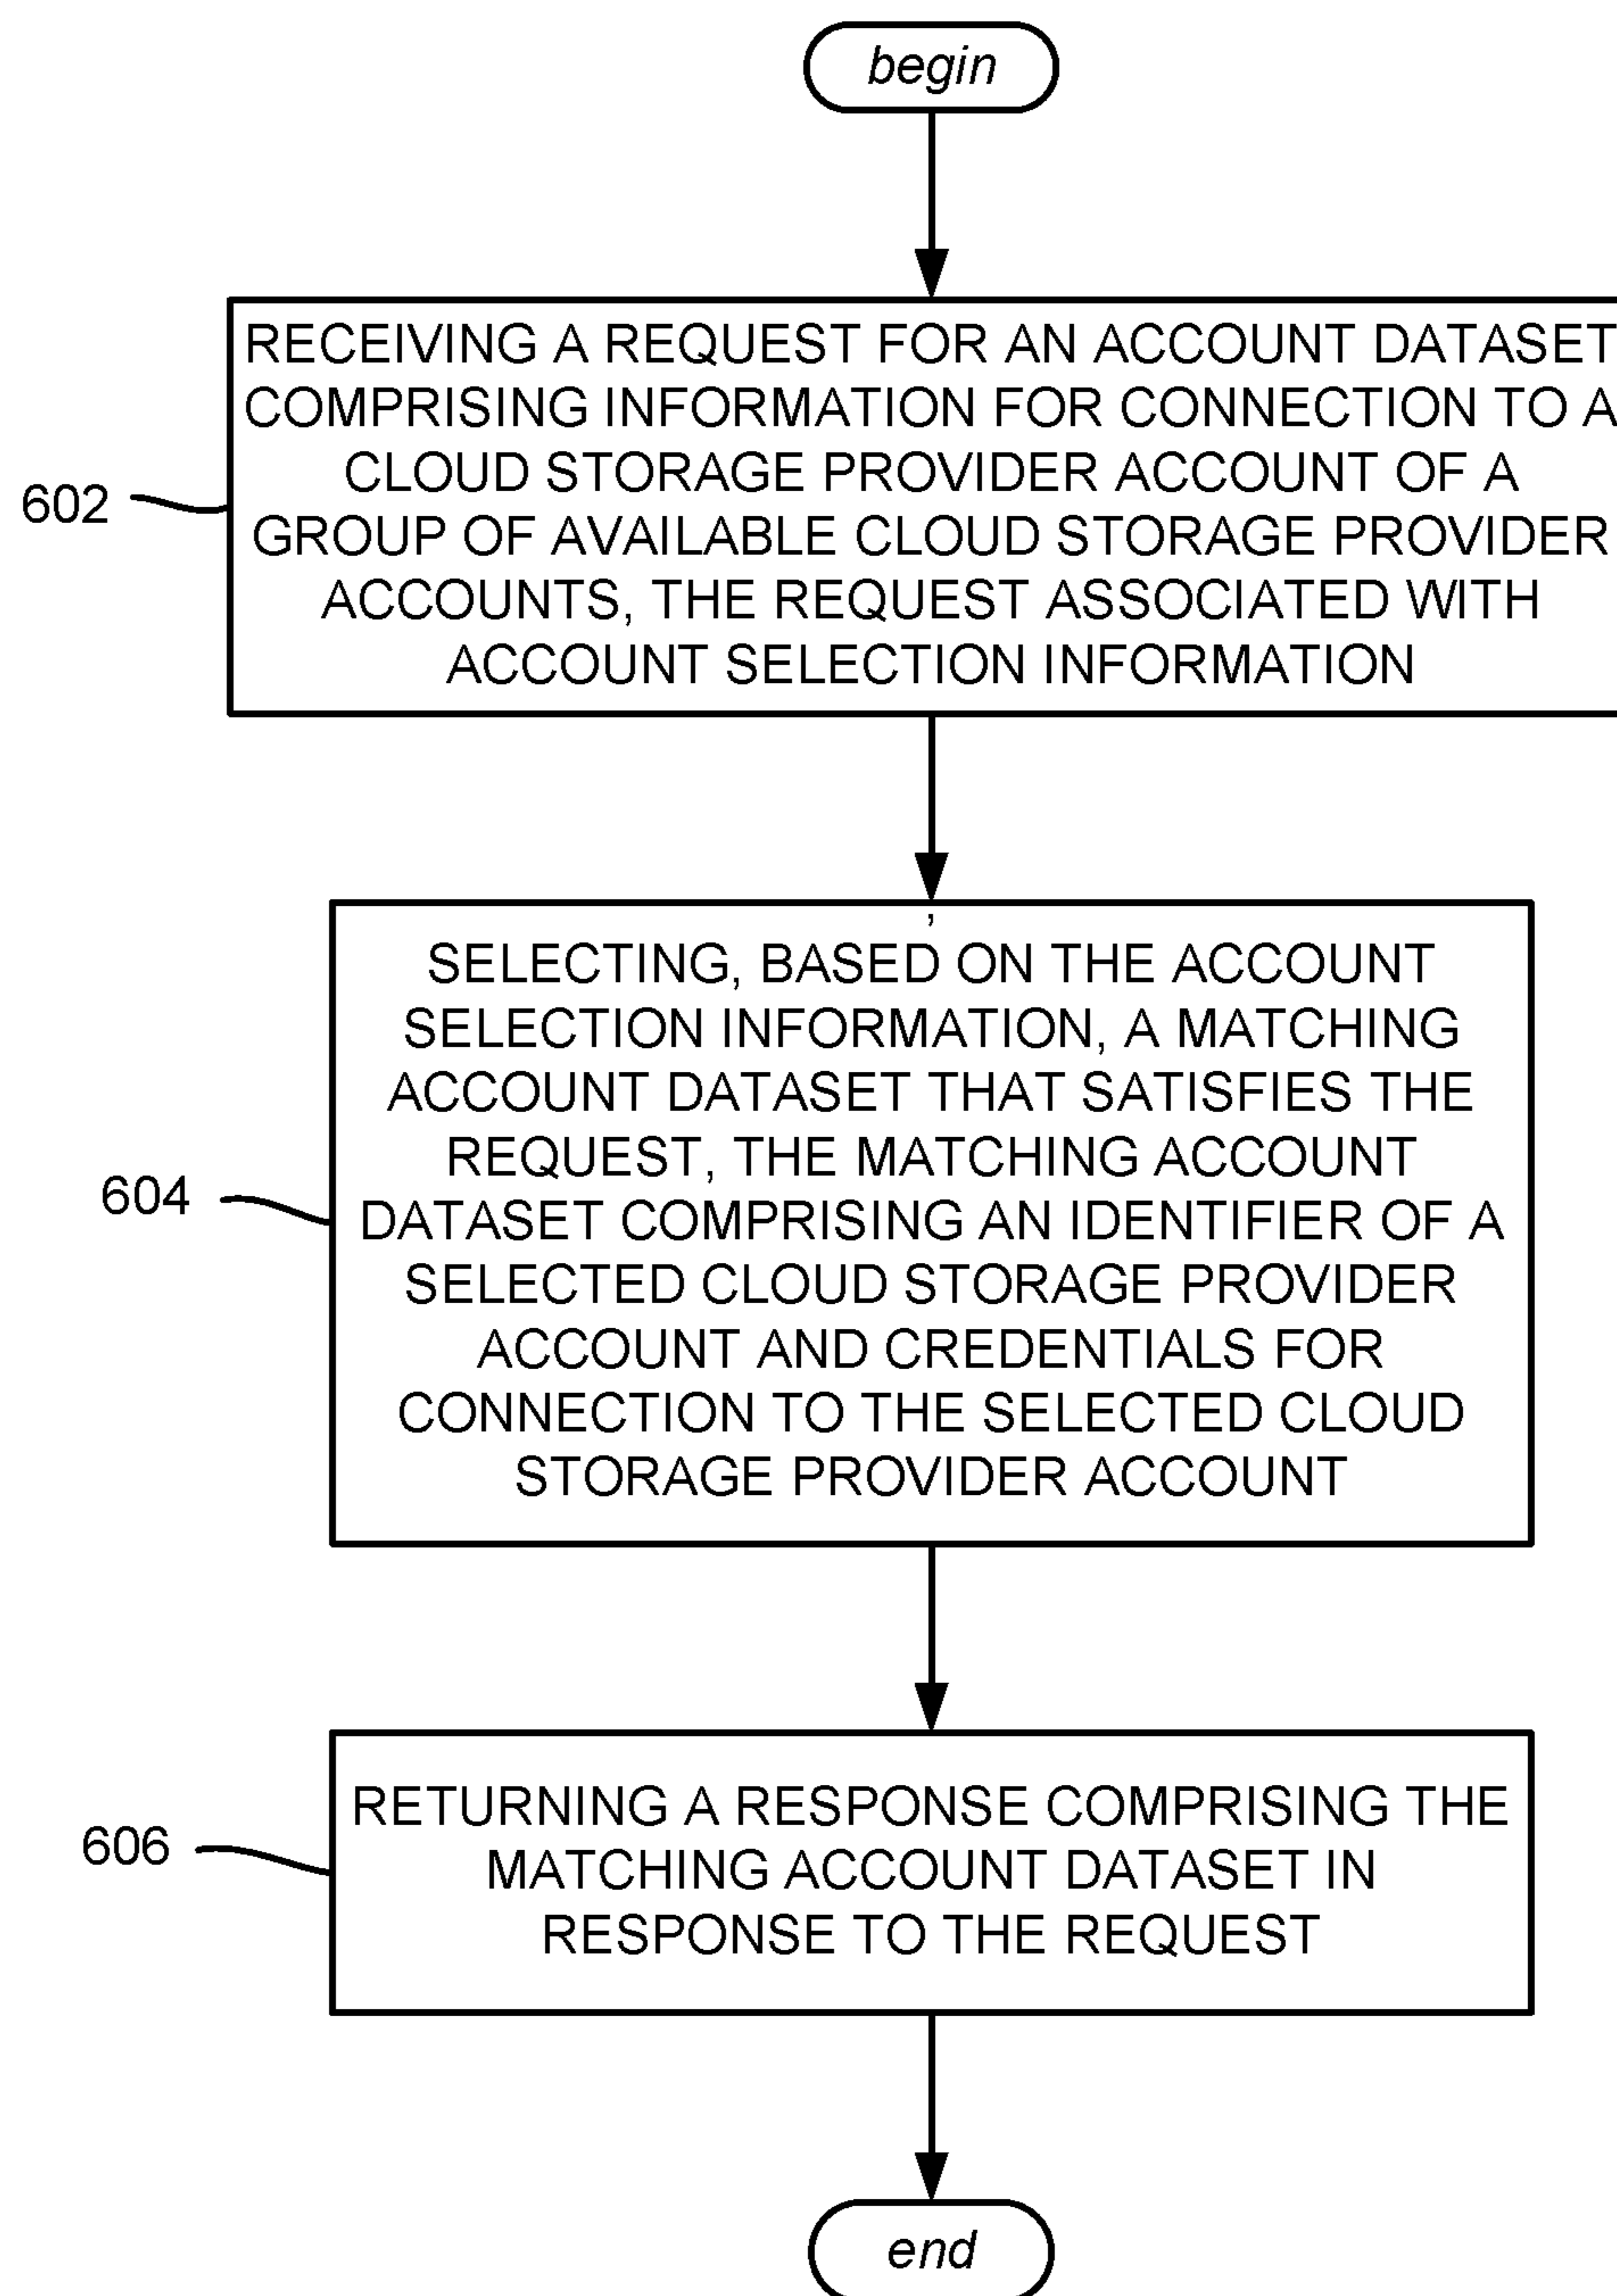 begin
RECEIVING A REQUEST FOR AN ACCOUNT DATASET
COMPRISING INFORMATION FOR CONNECTION TO A
CLOUD STORAGE PROVIDER ACCOUNT OF A
602
GROUP OF AVAILABLE CLOUD STORAGE PROVIDER
ACCOUNTS, THE REQUEST ASSOCIATED WITH
ACCOUNT SELECTION INFORMATION
,
SELECTING, BASED ON THE ACCOUNT
SELECTION INFORMATION, A MATCHING
ACCOUNT DATASET THAT SATISFIES THE
REQUEST, THE MATCHING ACCOUNT
604
DATASET COMPRISING AN IDENTIFIER OF A
SELECTED CLOUD STORAGE PROVIDER
ACCOUNT AND CREDENTIALS FOR
CONNECTION TO THE SELECTED CLOUD
STORAGE PROVIDER ACCOUNT
RETURNING A RESPONSE COMPRISING THE
606
MATCHING ACCOUNT DATASET IN
RESPONSE TO THE REQUEST
end